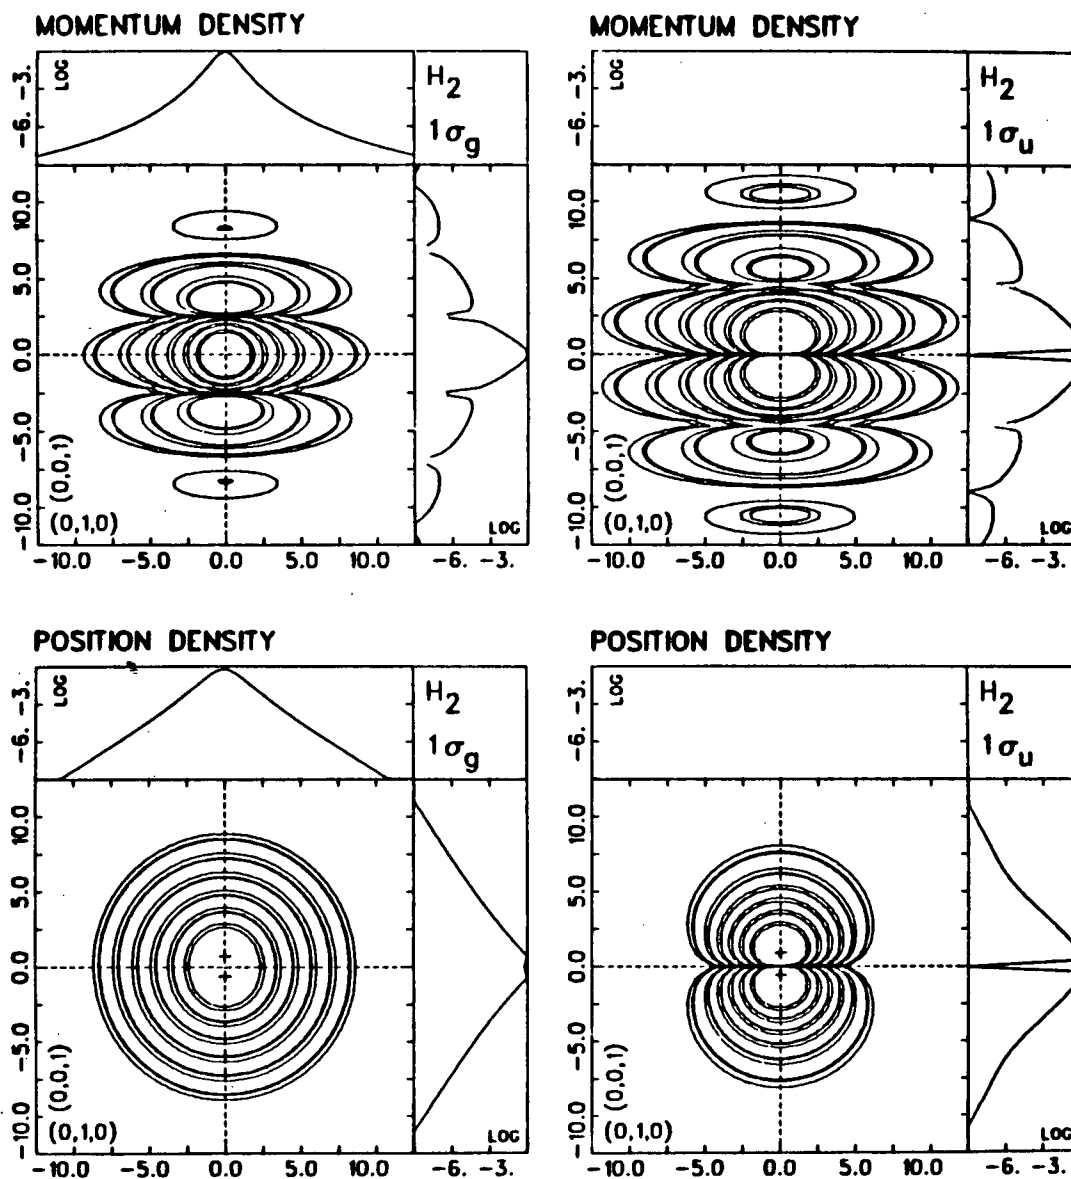 MOMENTUM DENSITY
LOG
-6. -3.
H2
1σg
10.0
5.0
0.0
-5.0
-10.0
(0,0,1)
(0,1,0)
LOG
-10.0 -5.0 0.0 5.0 10.0 -6. -3.
MOMENTUM DENSITY
LOG
-6. -3.
H2
1σu
10.0
5.0
0.0
-5.0
-10.0
(0,0,1)
(0,1,0)
LOG
-10.0 -5.0 0.0 5.0 10.0 -6. -3.
POSITION DENSITY
LOG
-6. -3.
H2
1σg
10.0
5.0
0.0
-5.0
-10.0
(0,0,1)
(0,1,0)
LOG
-10.0 -5.0 0.0 5.0 10.0 -6. -3.
POSITION DENSITY
LOG
-6. -3.
H2
1σu
10.0
5.0
0.0
-5.0
-10.0
(0,0,1)
(0,1,0)
LOG
-10.0 -5.0 0.0 5.0 10.0 -6. -3.